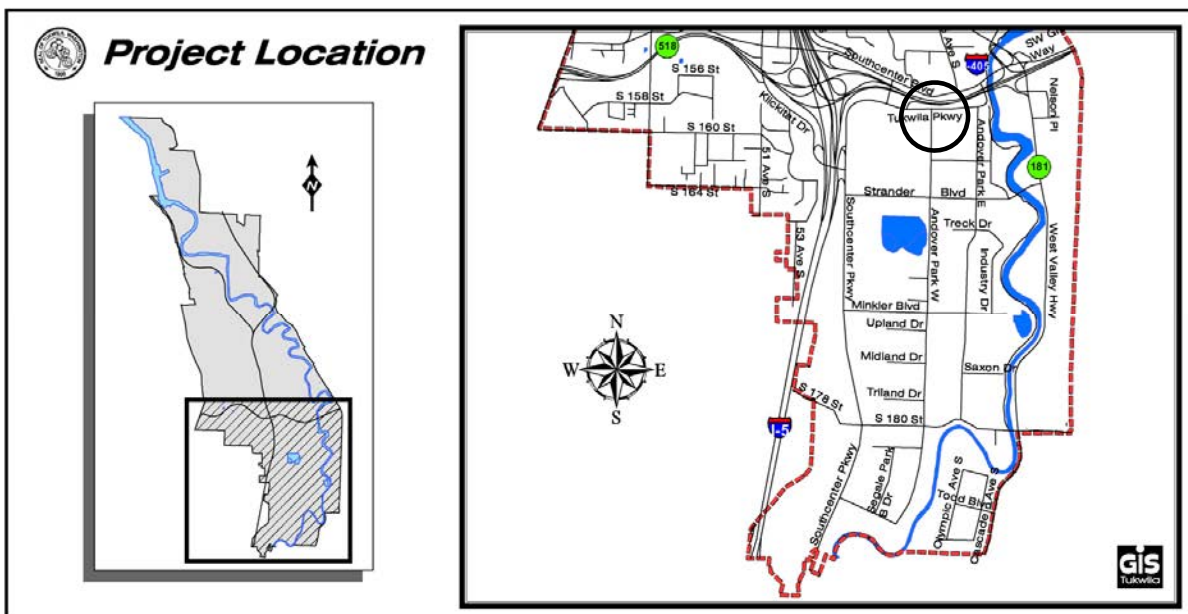 Project Location
N
518
Ave S
SW Gr
Way
I-405
S 156 St
Southcenter Blvd
S 158 St
Klickitat Dr
Nelson Pl
Tukwila Pkwy
S 160 St
Andover Park E
51 Ave S
181
S 164 St
Strander Blvd
Treck Dr
53 Ave S
Southcenter Pkwy
Andover Park W
Industry Dr
West Valley Hwy
Minkler Blvd
Upland Dr
Midland Dr
Saxon Dr
Triland Dr
S 178 St
S 180 St
I-5
N
W E
S
Southcenter Pkwy
Segale Park
B Dr
Olympic Ave S
Todd Blvd
Cascade Ave S
GIS
Tukwila